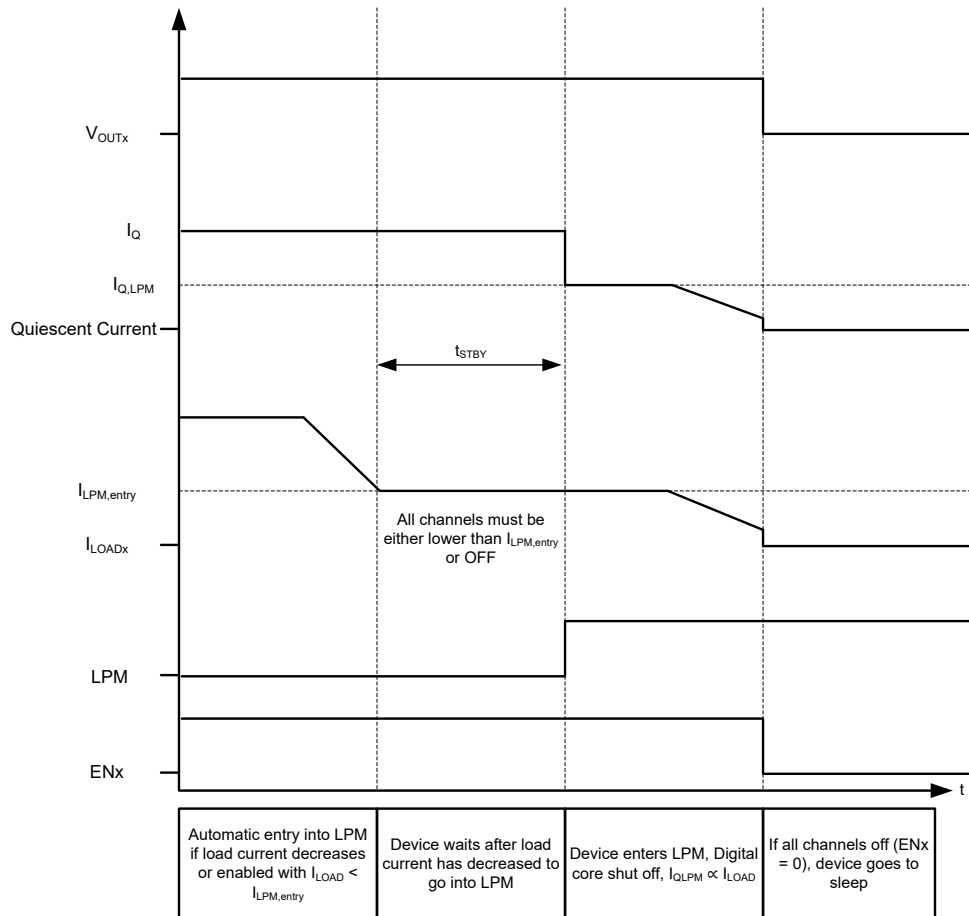 V_OUTx
I_Q
I_Q,LPM
Quiescent Current
t_STBY
I_LPM,entry
All channels must be
either lower than I_LPM,entry
or OFF
I_LOADx
LPM
ENx
t
Automatic entry into LPM
if load current decreases
or enabled with I_LOAD <
I_LPM,entry
Device waits after load
current has decreased to
go into LPM
Device enters LPM, Digital
core shut off, I_QLPM ∝ I_LOAD
If all channels off (ENx
= 0), device goes to
sleep